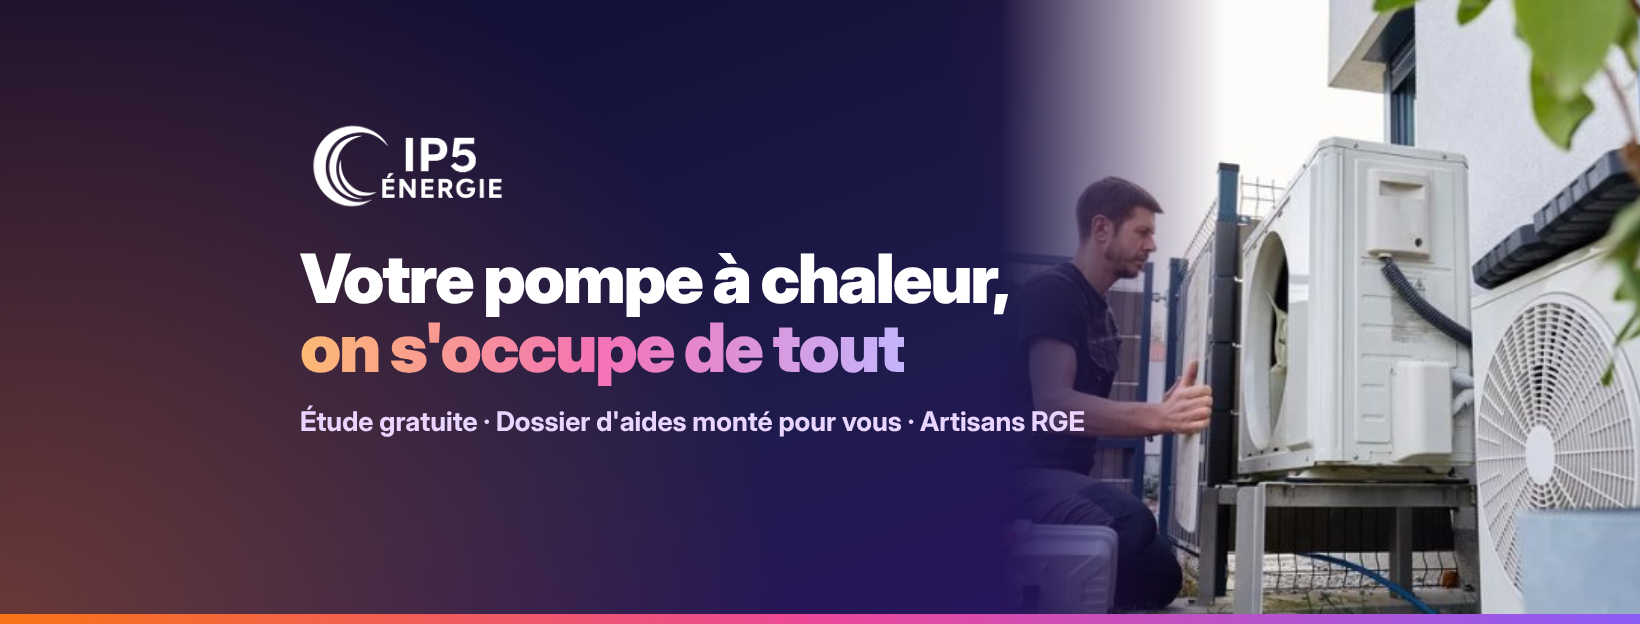 IP5
ÉNERGIE
Votre pompe à chaleur,
on s'occupe de tout
Étude gratuite · Dossier d'aides monté pour vous · Artisans RGE